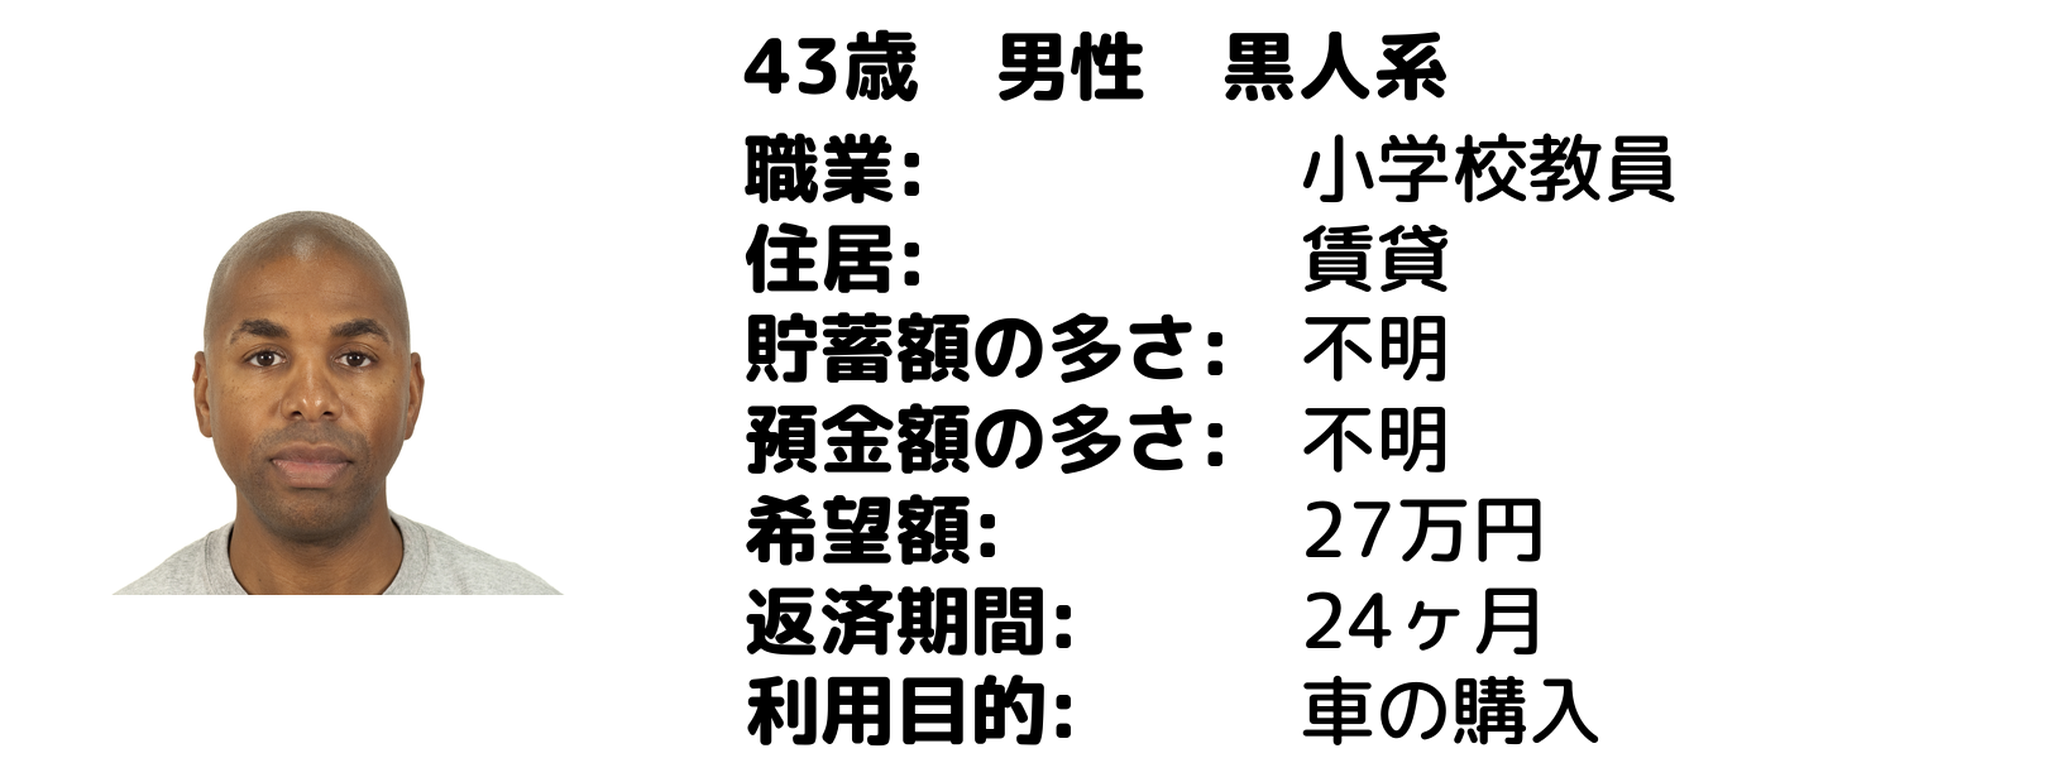 43歳　男性　黒人系
職業: 小学校教員
住居: 賃貸
貯蓄額の多さ: 不明
預金額の多さ: 不明
希望額: 27万円
返済期間: 24ヶ月
利用目的: 車の購入